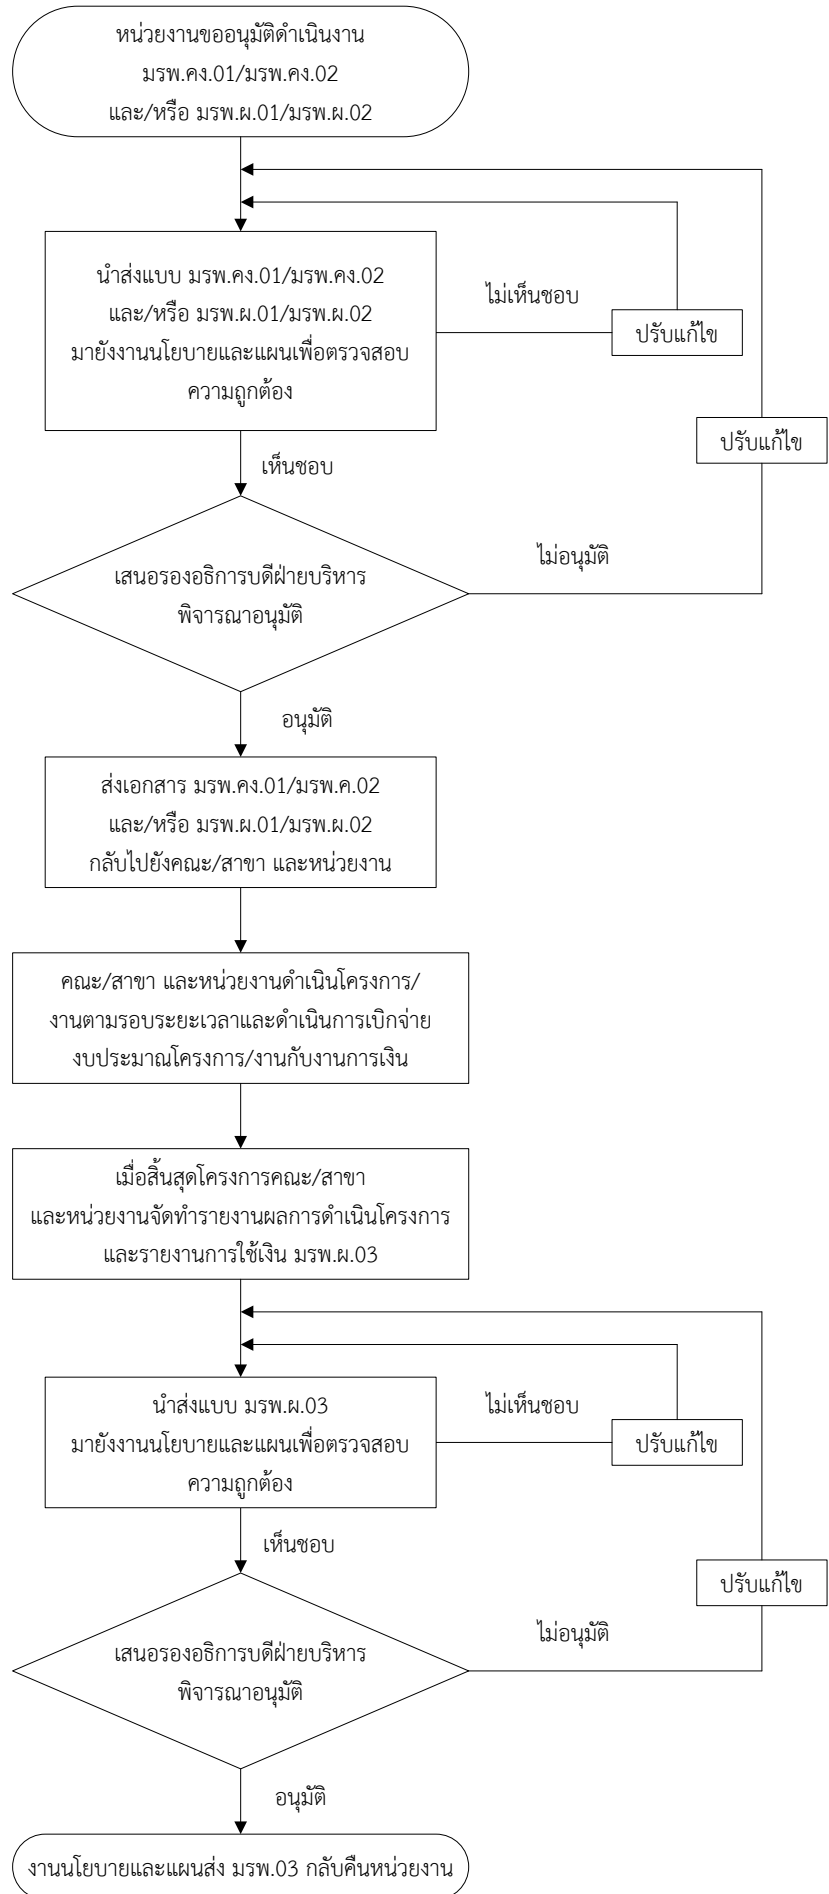 หน่วยงานขออนุมัติดำเนินงาน
มรพ.คง.01/มรพ.คง.02
และ/หรือ มรพ.ผ.01/มรพ.ผ.02
นำส่งแบบ มรพ.คง.01/มรพ.คง.02
และ/หรือ มรพ.ผ.01/มรพ.ผ.02
มายังงานนโยบายและแผนเพื่อตรวจสอบ
ความถูกต้อง
ไม่เห็นชอบ
ปรับแก้ไข
ปรับแก้ไข
เห็นชอบ
เสนอรองอธิการบดีฝ่ายบริหาร
พิจารณาอนุมัติ
ไม่อนุมัติ
อนุมัติ
ส่งเอกสาร มรพ.คง.01/มรพ.ค.02
และ/หรือ มรพ.ผ.01/มรพ.ผ.02
กลับไปยังคณะ/สาขา และหน่วยงาน
คณะ/สาขา และหน่วยงานดำเนินโครงการ/
งานตามรอบระยะเวลาและดำเนินการเบิกจ่าย
งบประมาณโครงการ/งานกับงานการเงิน
เมื่อสิ้นสุดโครงการคณะ/สาขา
และหน่วยงานจัดทำรายงานผลการดำเนินโครงการ
และรายงานการใช้เงิน มรพ.ผ.03
นำส่งแบบ มรพ.ผ.03
มายังงานนโยบายและแผนเพื่อตรวจสอบ
ความถูกต้อง
ไม่เห็นชอบ
ปรับแก้ไข
เห็นชอบ
ปรับแก้ไข
เสนอรองอธิการบดีฝ่ายบริหาร
พิจารณาอนุมัติ
ไม่อนุมัติ
อนุมัติ
งานนโยบายและแผนส่ง มรพ.03 กลับคืนหน่วยงาน